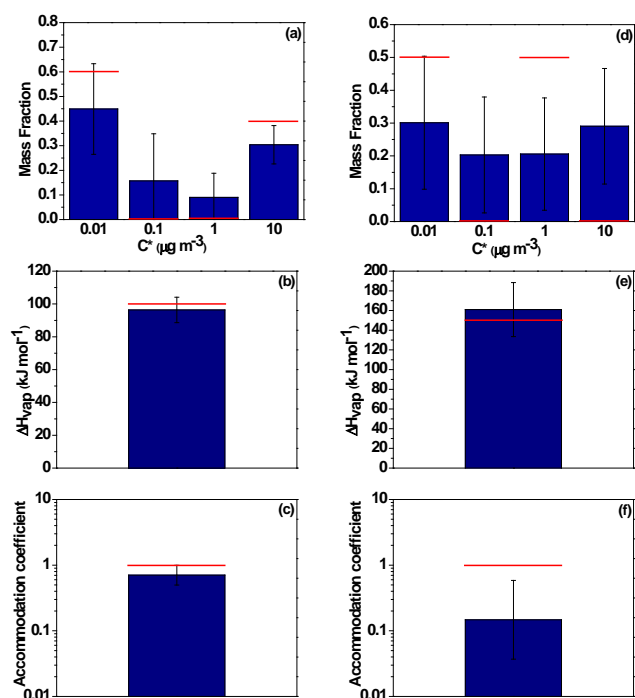 (a)
Mass Fraction
0.8
0.7
0.6
0.5
0.4
0.3
0.2
0.1
0.0
0.01 0.1 1 10
C* (µg m-3)
(d)
Mass Fraction
0.6
0.5
0.4
0.3
0.2
0.1
0.0
0.01 0.1 1 10
C* (µg m-3)
(b)
ΔHvap (kJ mol-1)
120
100
80
60
40
20
0
(e)
ΔHvap (kJ mol-1)
200
180
160
140
120
100
80
60
40
20
0
(c)
Accommodation coefficient
10
1
0.1
0.01
(f)
Accommodation coefficient
10
1
0.1
0.01